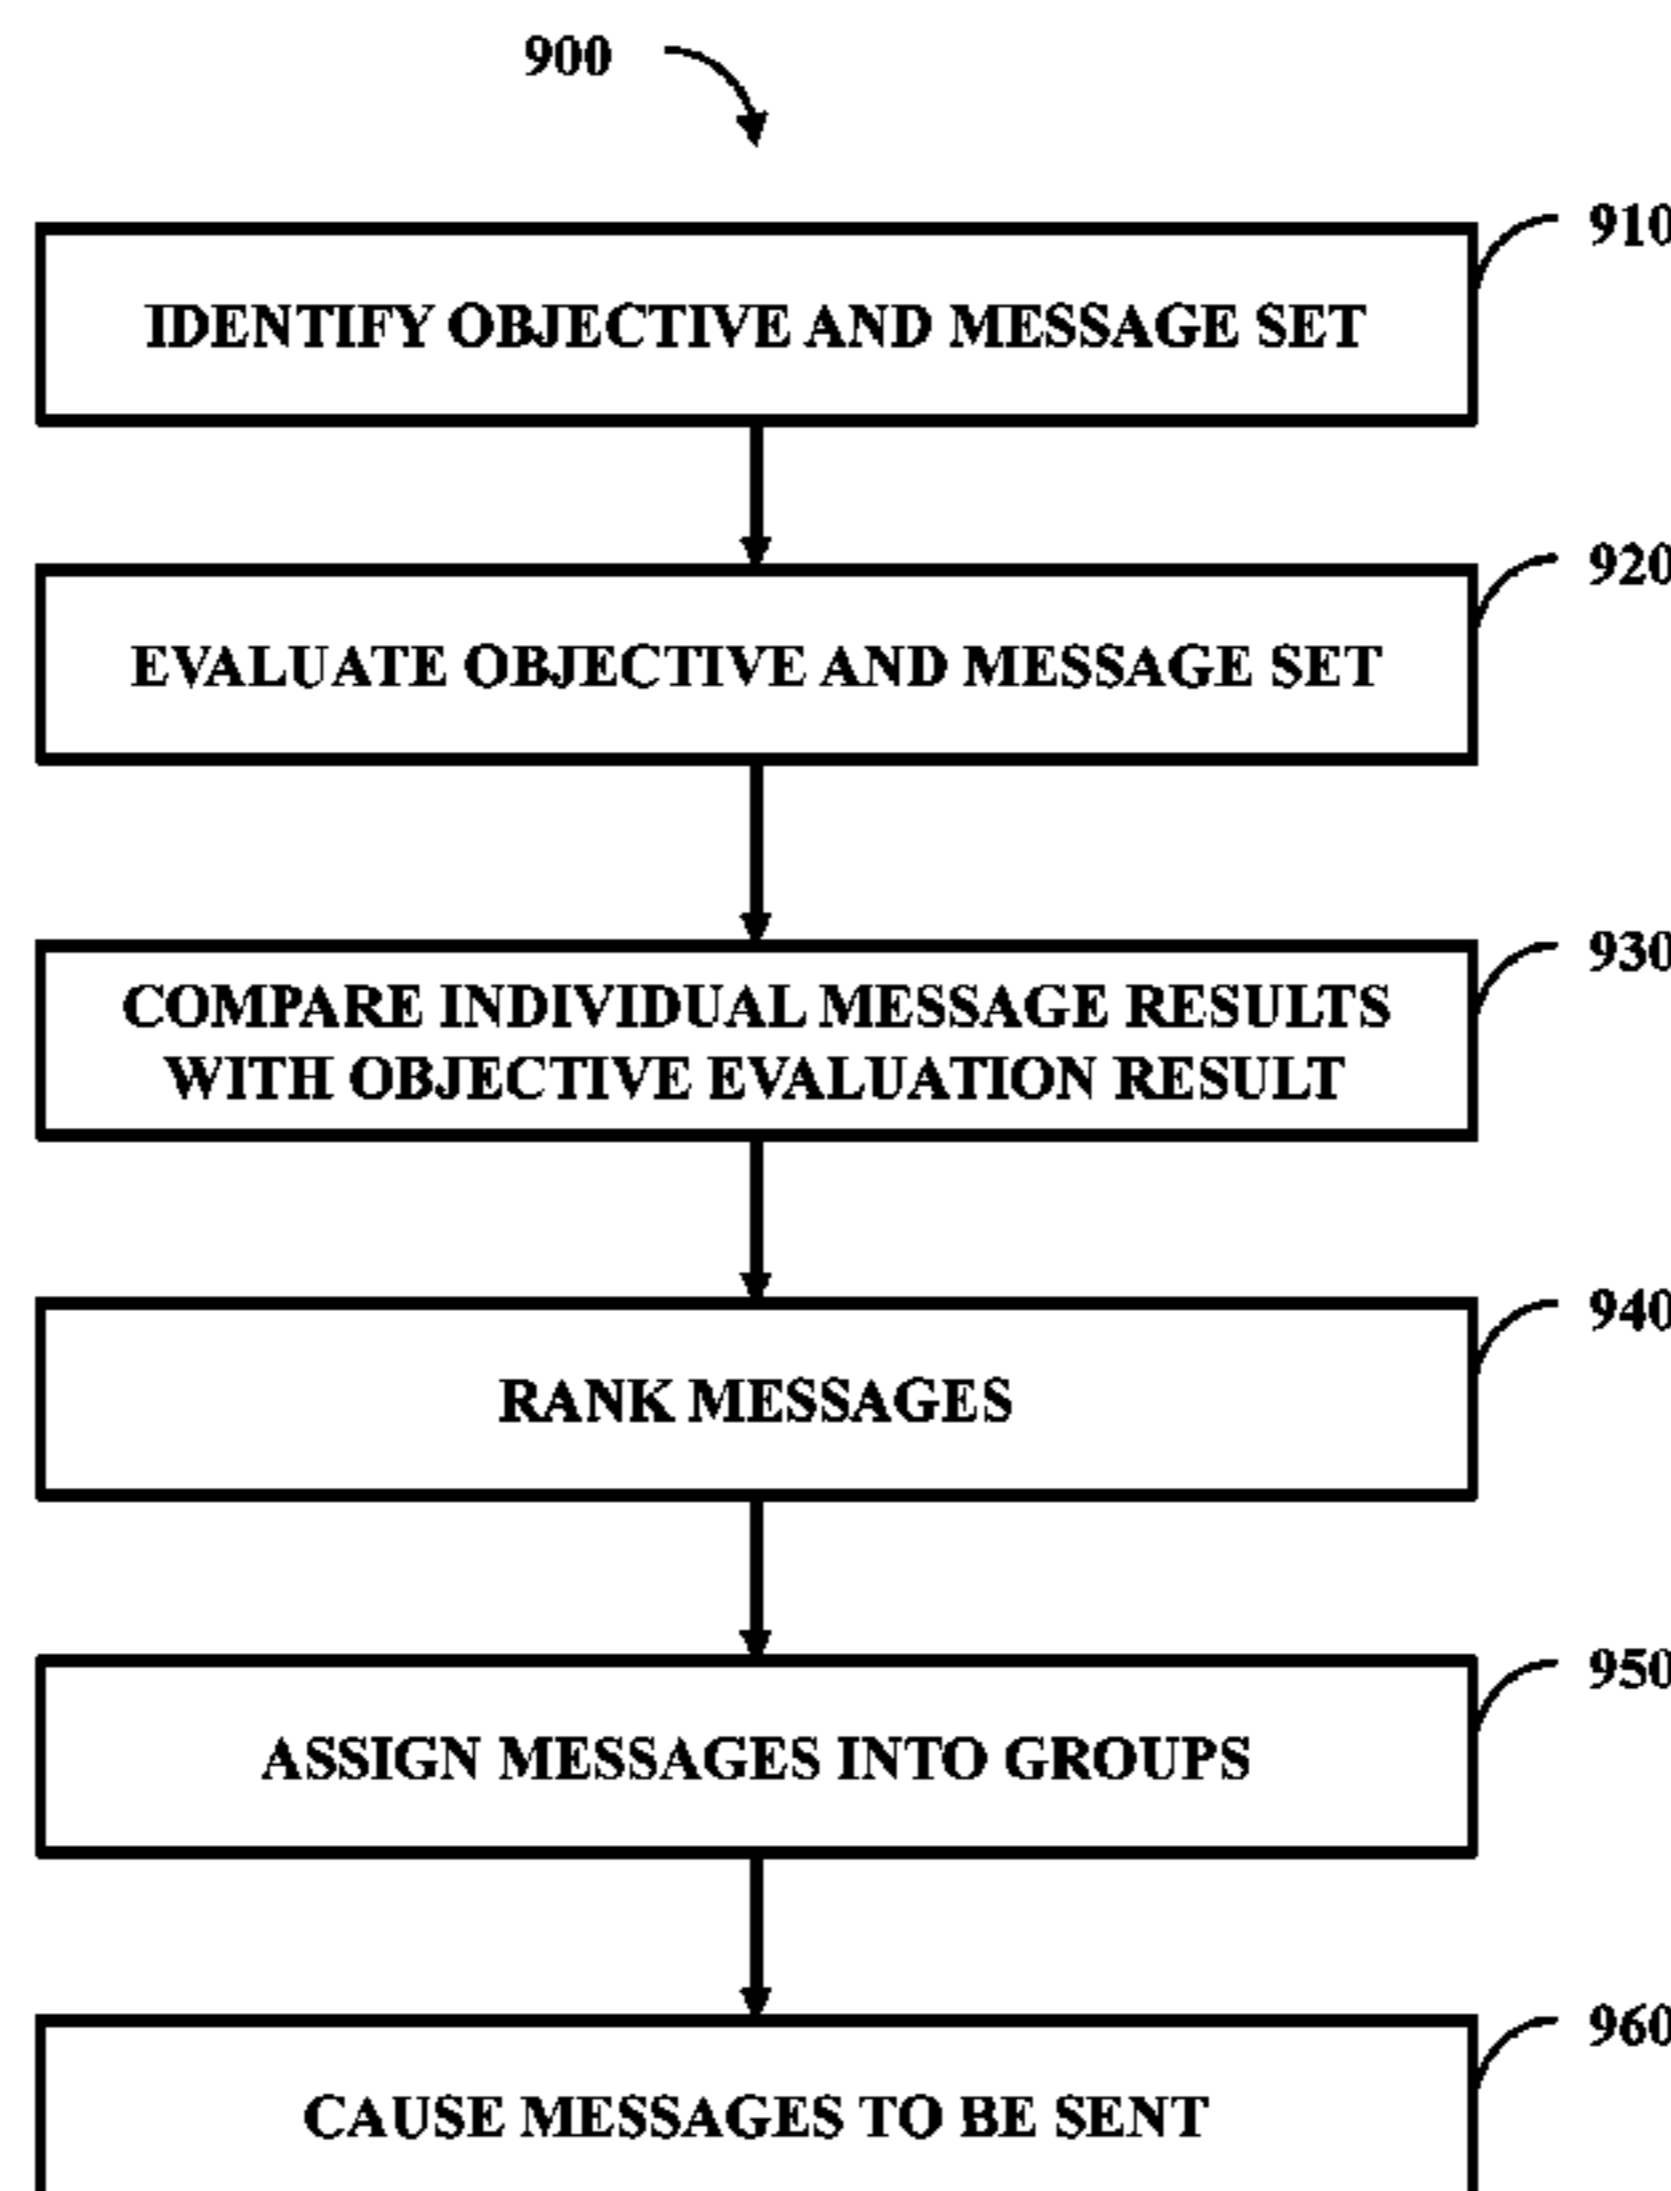 900
910
IDENTIFY OBJECTIVE AND MESSAGE SET
920
EVALUATE OBJECTIVE AND MESSAGE SET
930
COMPARE INDIVIDUAL MESSAGE RESULTS
WITH OBJECTIVE EVALUATION RESULT
940
RANK MESSAGES
950
ASSIGN MESSAGES INTO GROUPS
960
CAUSE MESSAGES TO BE SENT